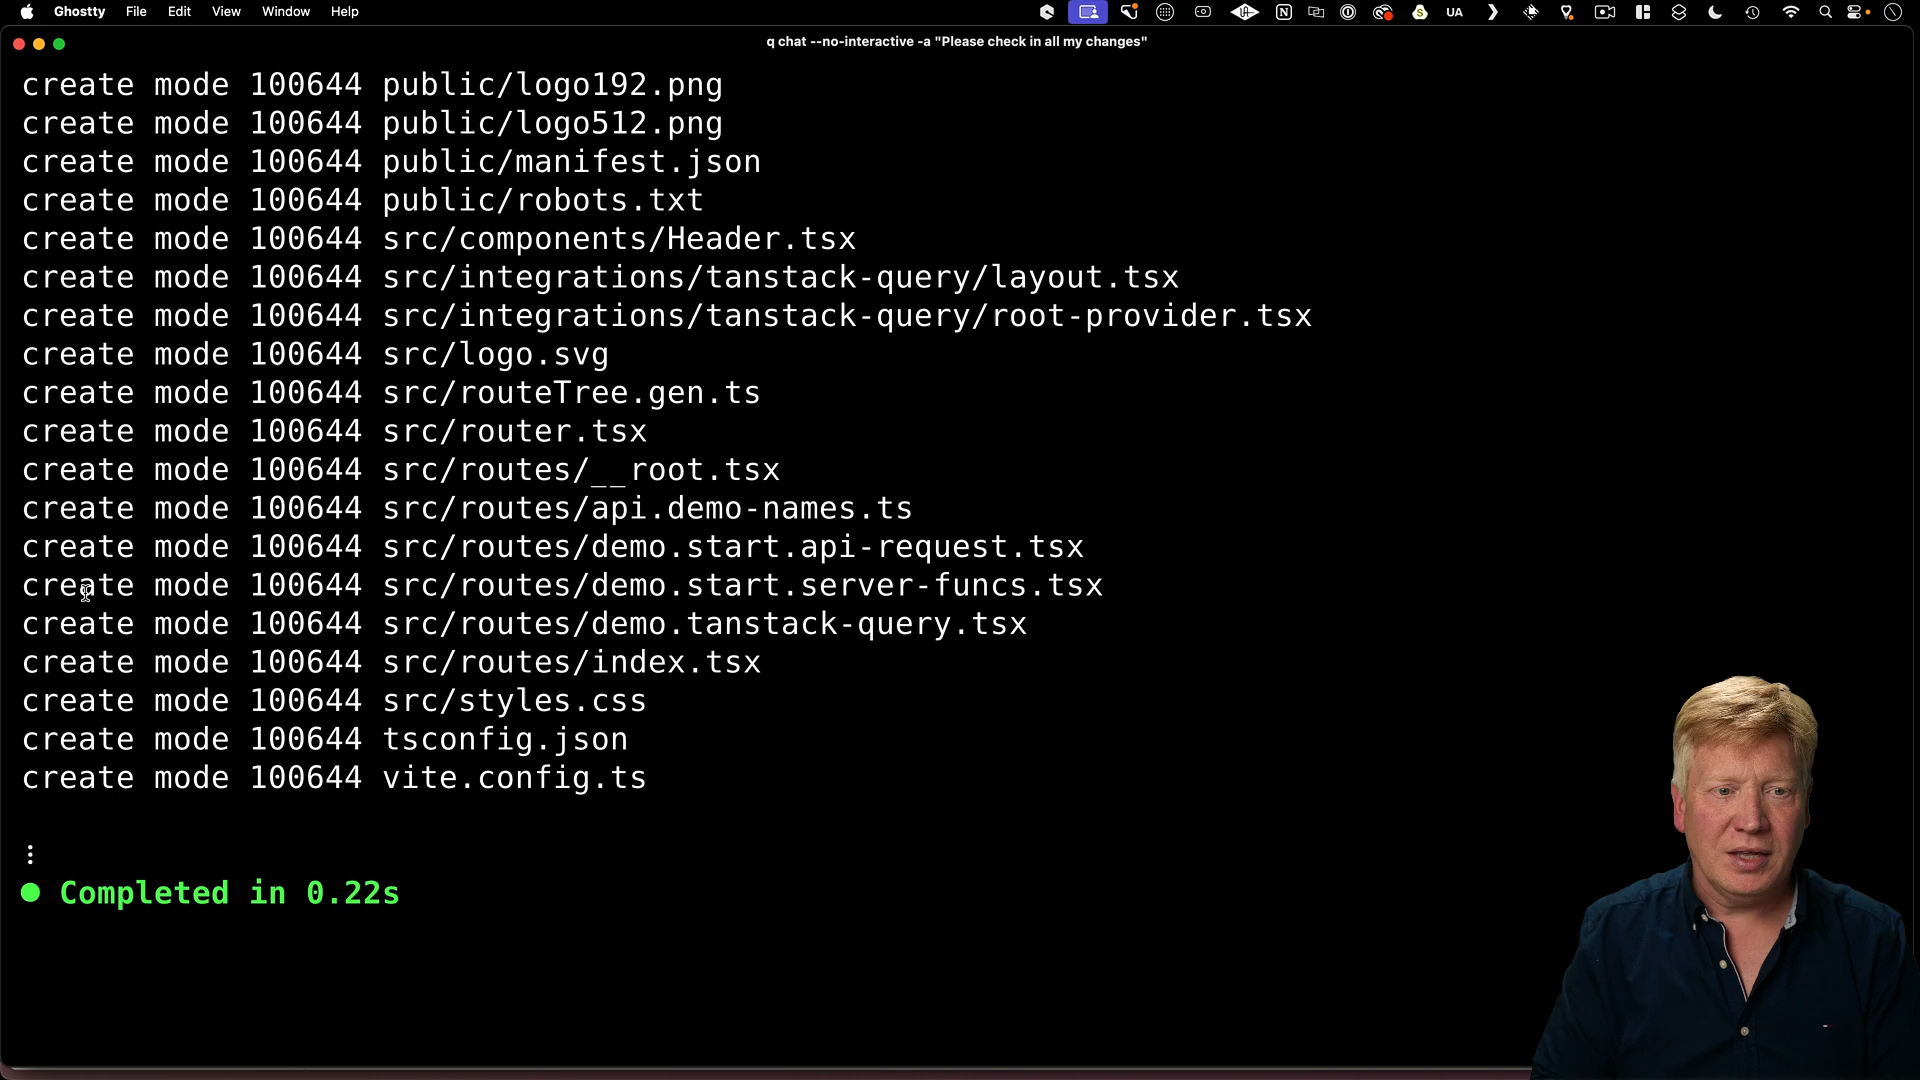 Ghostty File Edit View Window Help
UA
q chat --no-interactive -a "Please check in all my changes"
create mode 100644 public/logo192.png
create mode 100644 public/logo512.png
create mode 100644 public/manifest.json
create mode 100644 public/robots.txt
create mode 100644 src/components/Header.tsx
create mode 100644 src/integrations/tanstack-query/layout.tsx
create mode 100644 src/integrations/tanstack-query/root-provider.tsx
create mode 100644 src/logo.svg
create mode 100644 src/routeTree.gen.ts
create mode 100644 src/router.tsx
create mode 100644 src/routes/__root.tsx
create mode 100644 src/routes/api.demo-names.ts
create mode 100644 src/routes/demo.start.api-request.tsx
create mode 100644 src/routes/demo.start.server-funcs.tsx
create mode 100644 src/routes/demo.tanstack-query.tsx
create mode 100644 src/routes/index.tsx
create mode 100644 src/styles.css
create mode 100644 tsconfig.json
create mode 100644 vite.config.ts
⋮
● Completed in 0.22s